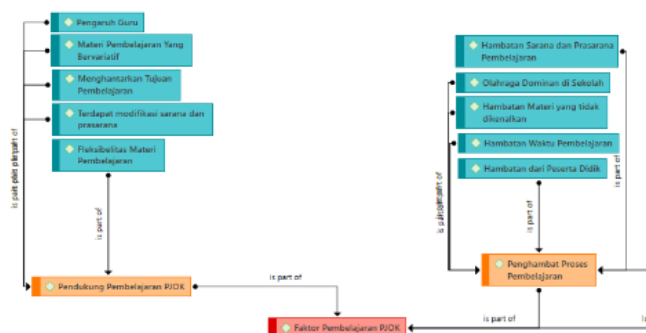 Pengaruh Guru
Materi Pembelajaran Yang
Bervariatif
Menghantarkan Tujuan
Pembelajaran
Terdapat modifikasi sarana dan
prasarana
Fleksibelitas Materi
Pembelajaran
is part of
is part of
Pendukung Pembelajaran PJOK
is part of
Hambatan Sarana dan Prasarana
Pembelajaran
Olahraga Dominan di Sekolah
Hambatan Materi yang tidak
dikenalkan
Hambatan Waktu Pembelajaran
Hambatan dari Peserta Didik
is part of
is part of
is part of
Penghambat Proses
Pembelajaran
is part of
Faktor Pembelajaran PJOK